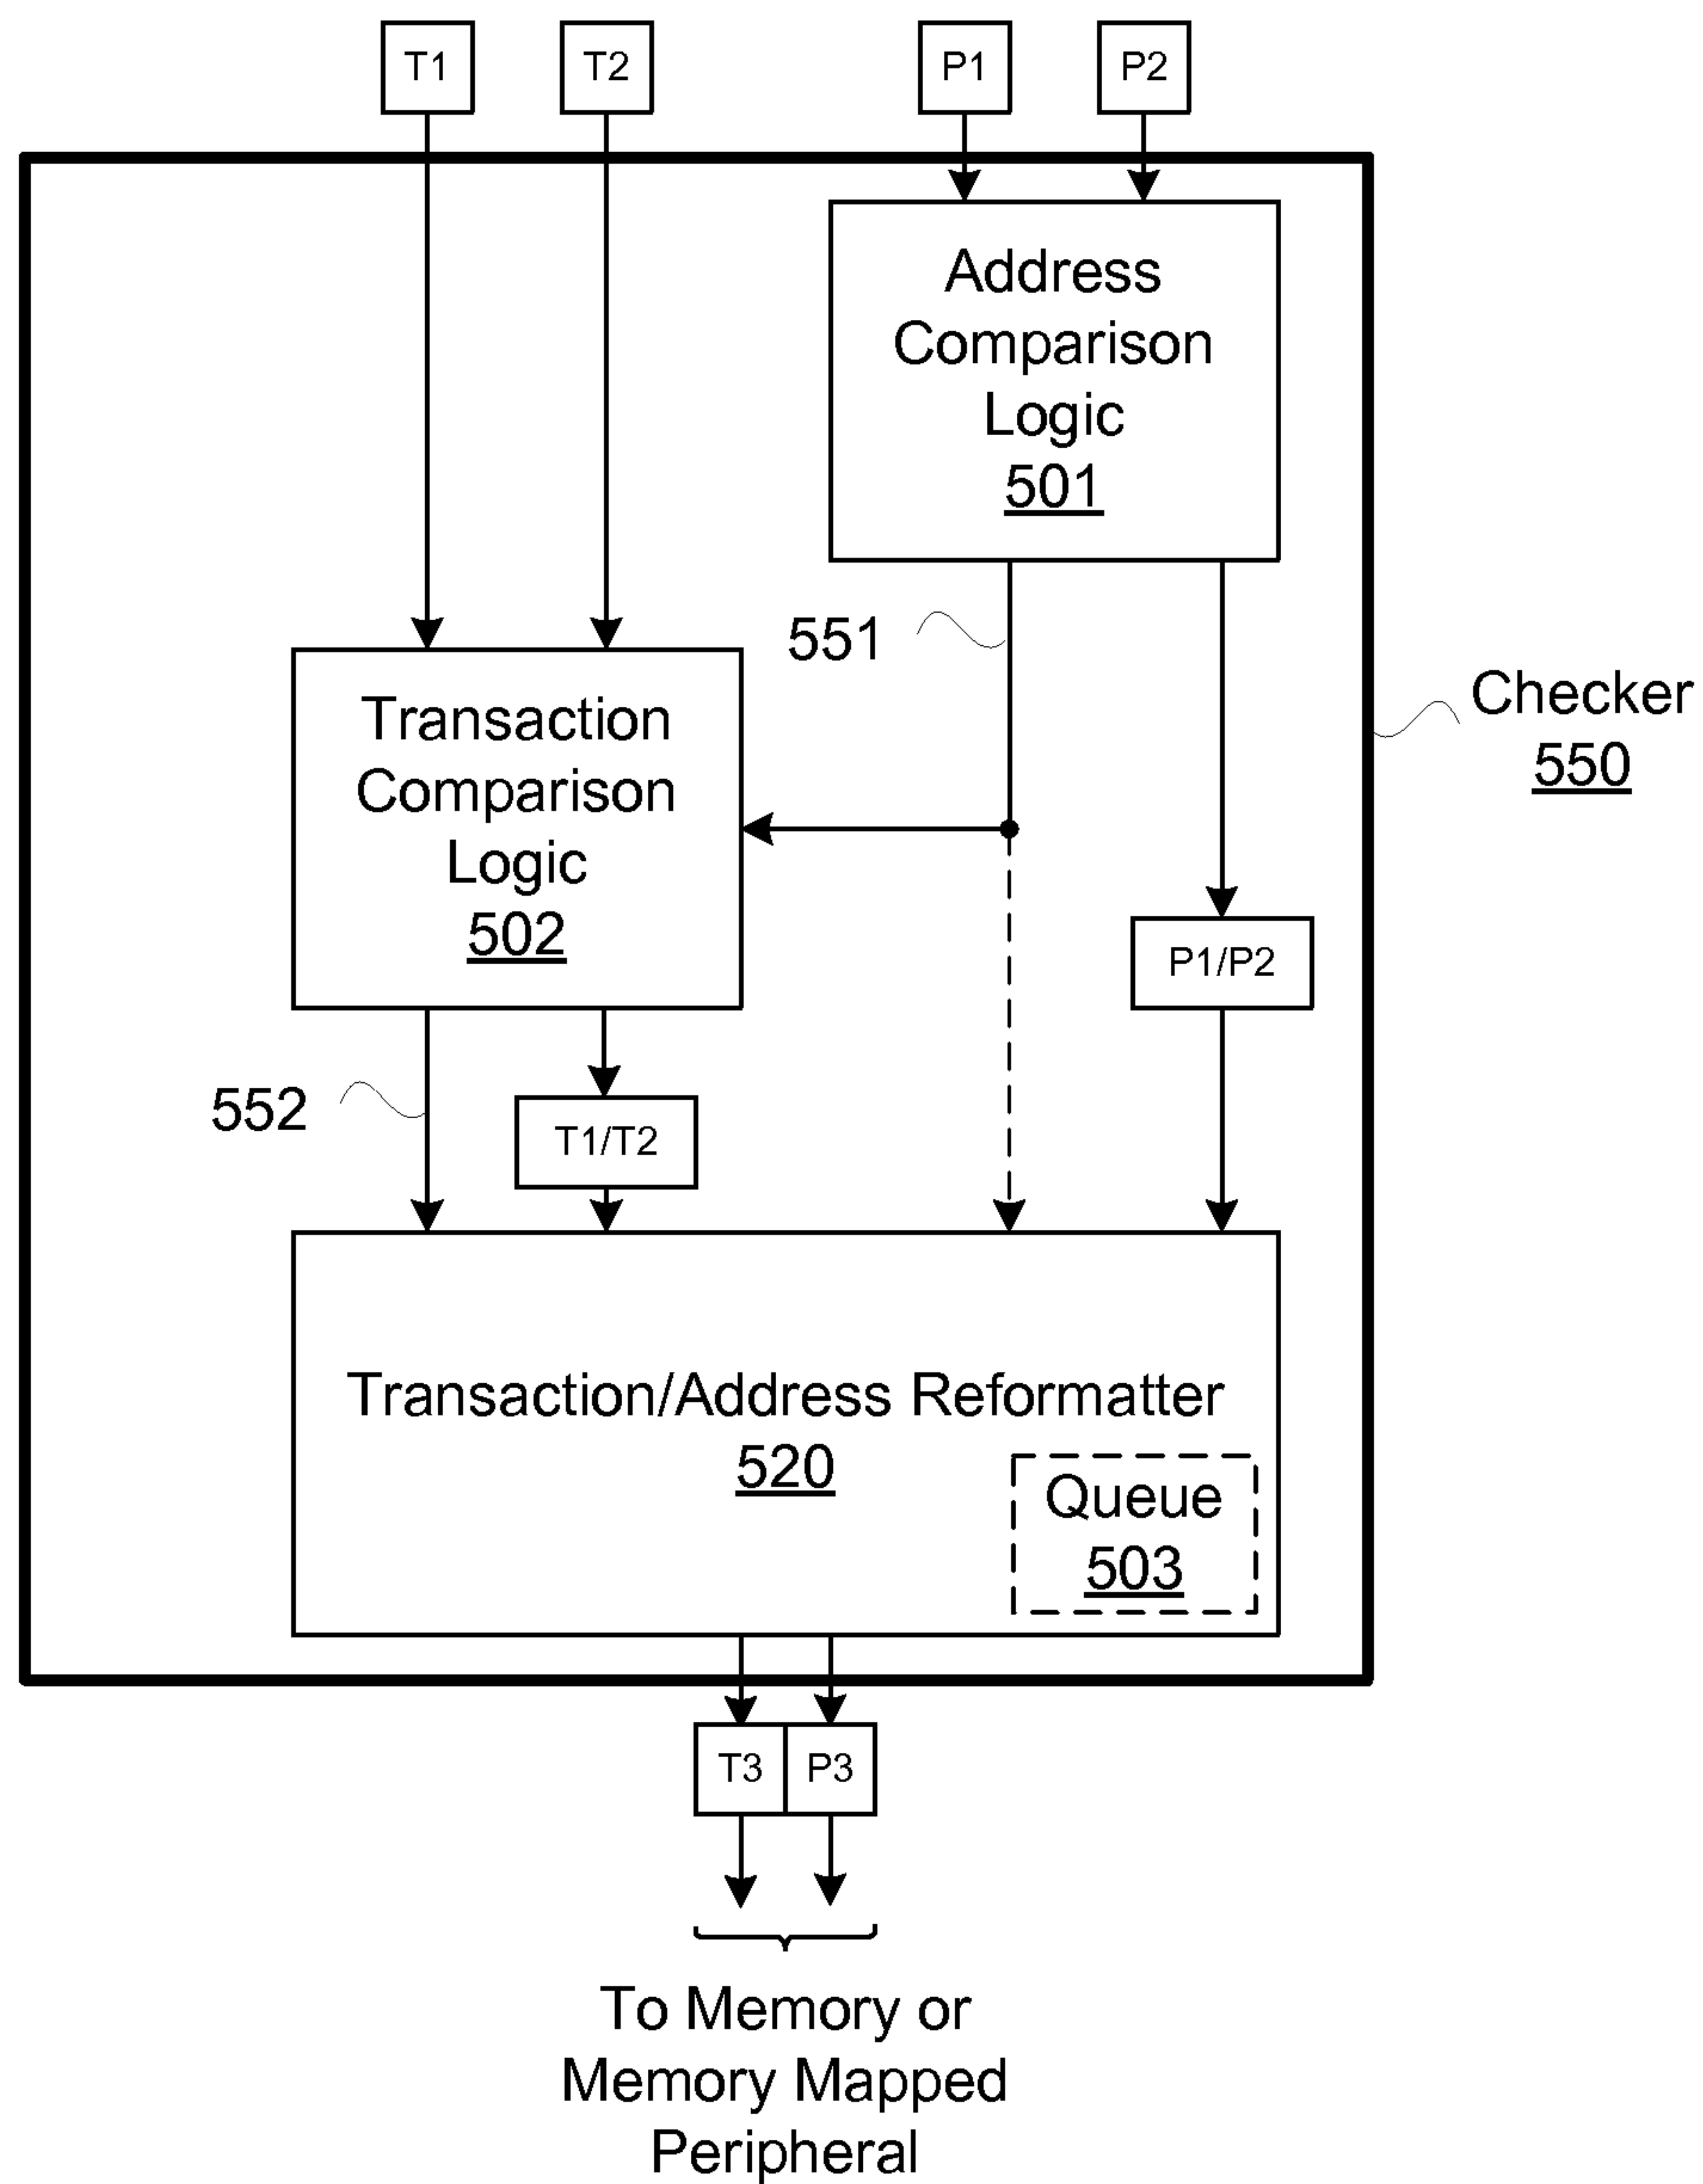 T1
T2
P1
P2
Address
Comparison
Logic
501
551
Transaction
Comparison
Logic
502
Checker
550
P1/P2
552
T1/T2
Transaction/Address Reformatter
520
Queue
503
T3
P3
To Memory or
Memory Mapped
Peripheral